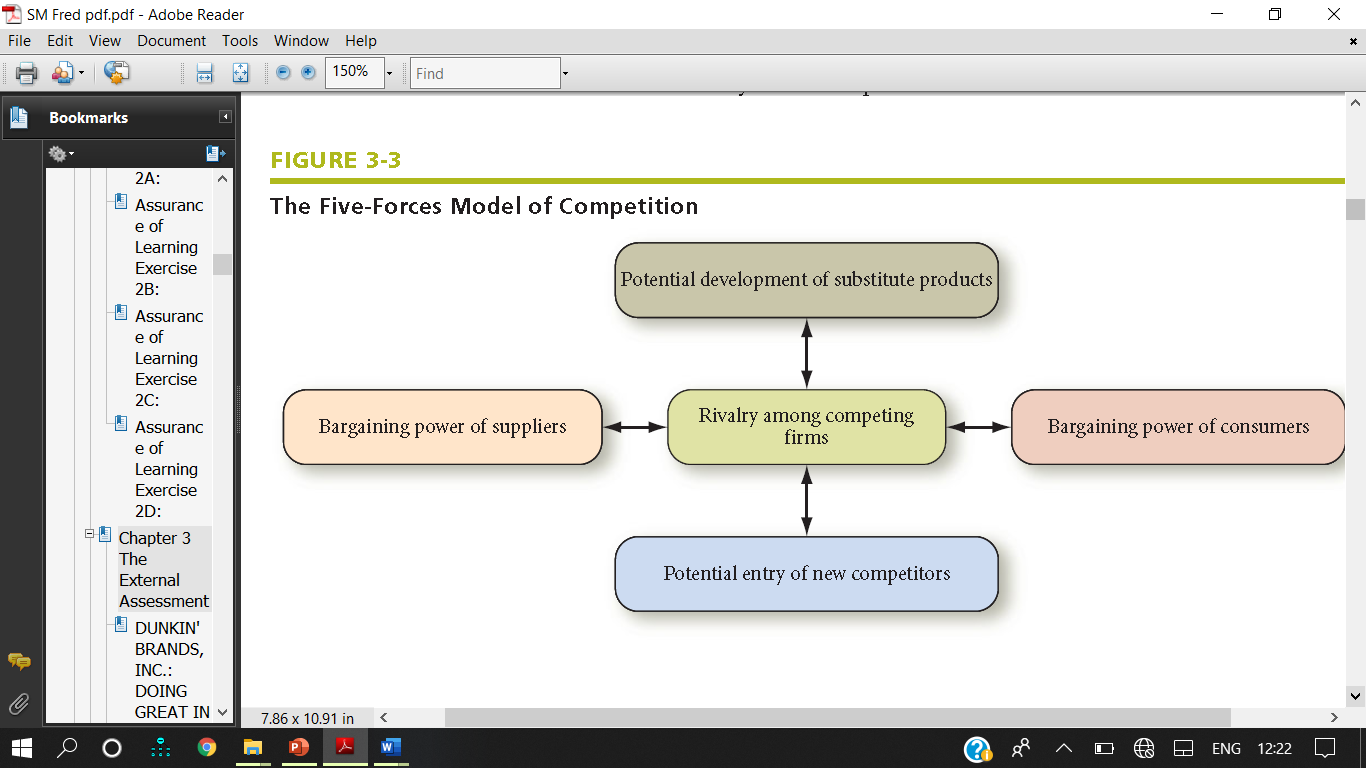 SM Fred pdf.pdf - Adobe Reader
File Edit View Document Tools Window Help
150%
Find
Bookmarks
2A:
Assuranc
e of
Learning
Exercise
2B:
Assuranc
e of
Learning
Exercise
2C:
Assuranc
e of
Learning
Exercise
2D:
Chapter 3
The
External
Assessment
DUNKIN'
BRANDS,
INC.:
DOING
GREAT IN
FIGURE 3-3
The Five-Forces Model of Competition
Potential development of substitute products
Bargaining power of suppliers
Rivalry among competing
firms
Bargaining power of consumers
Potential entry of new competitors
7.86 x 10.91 in
ENG 12:22